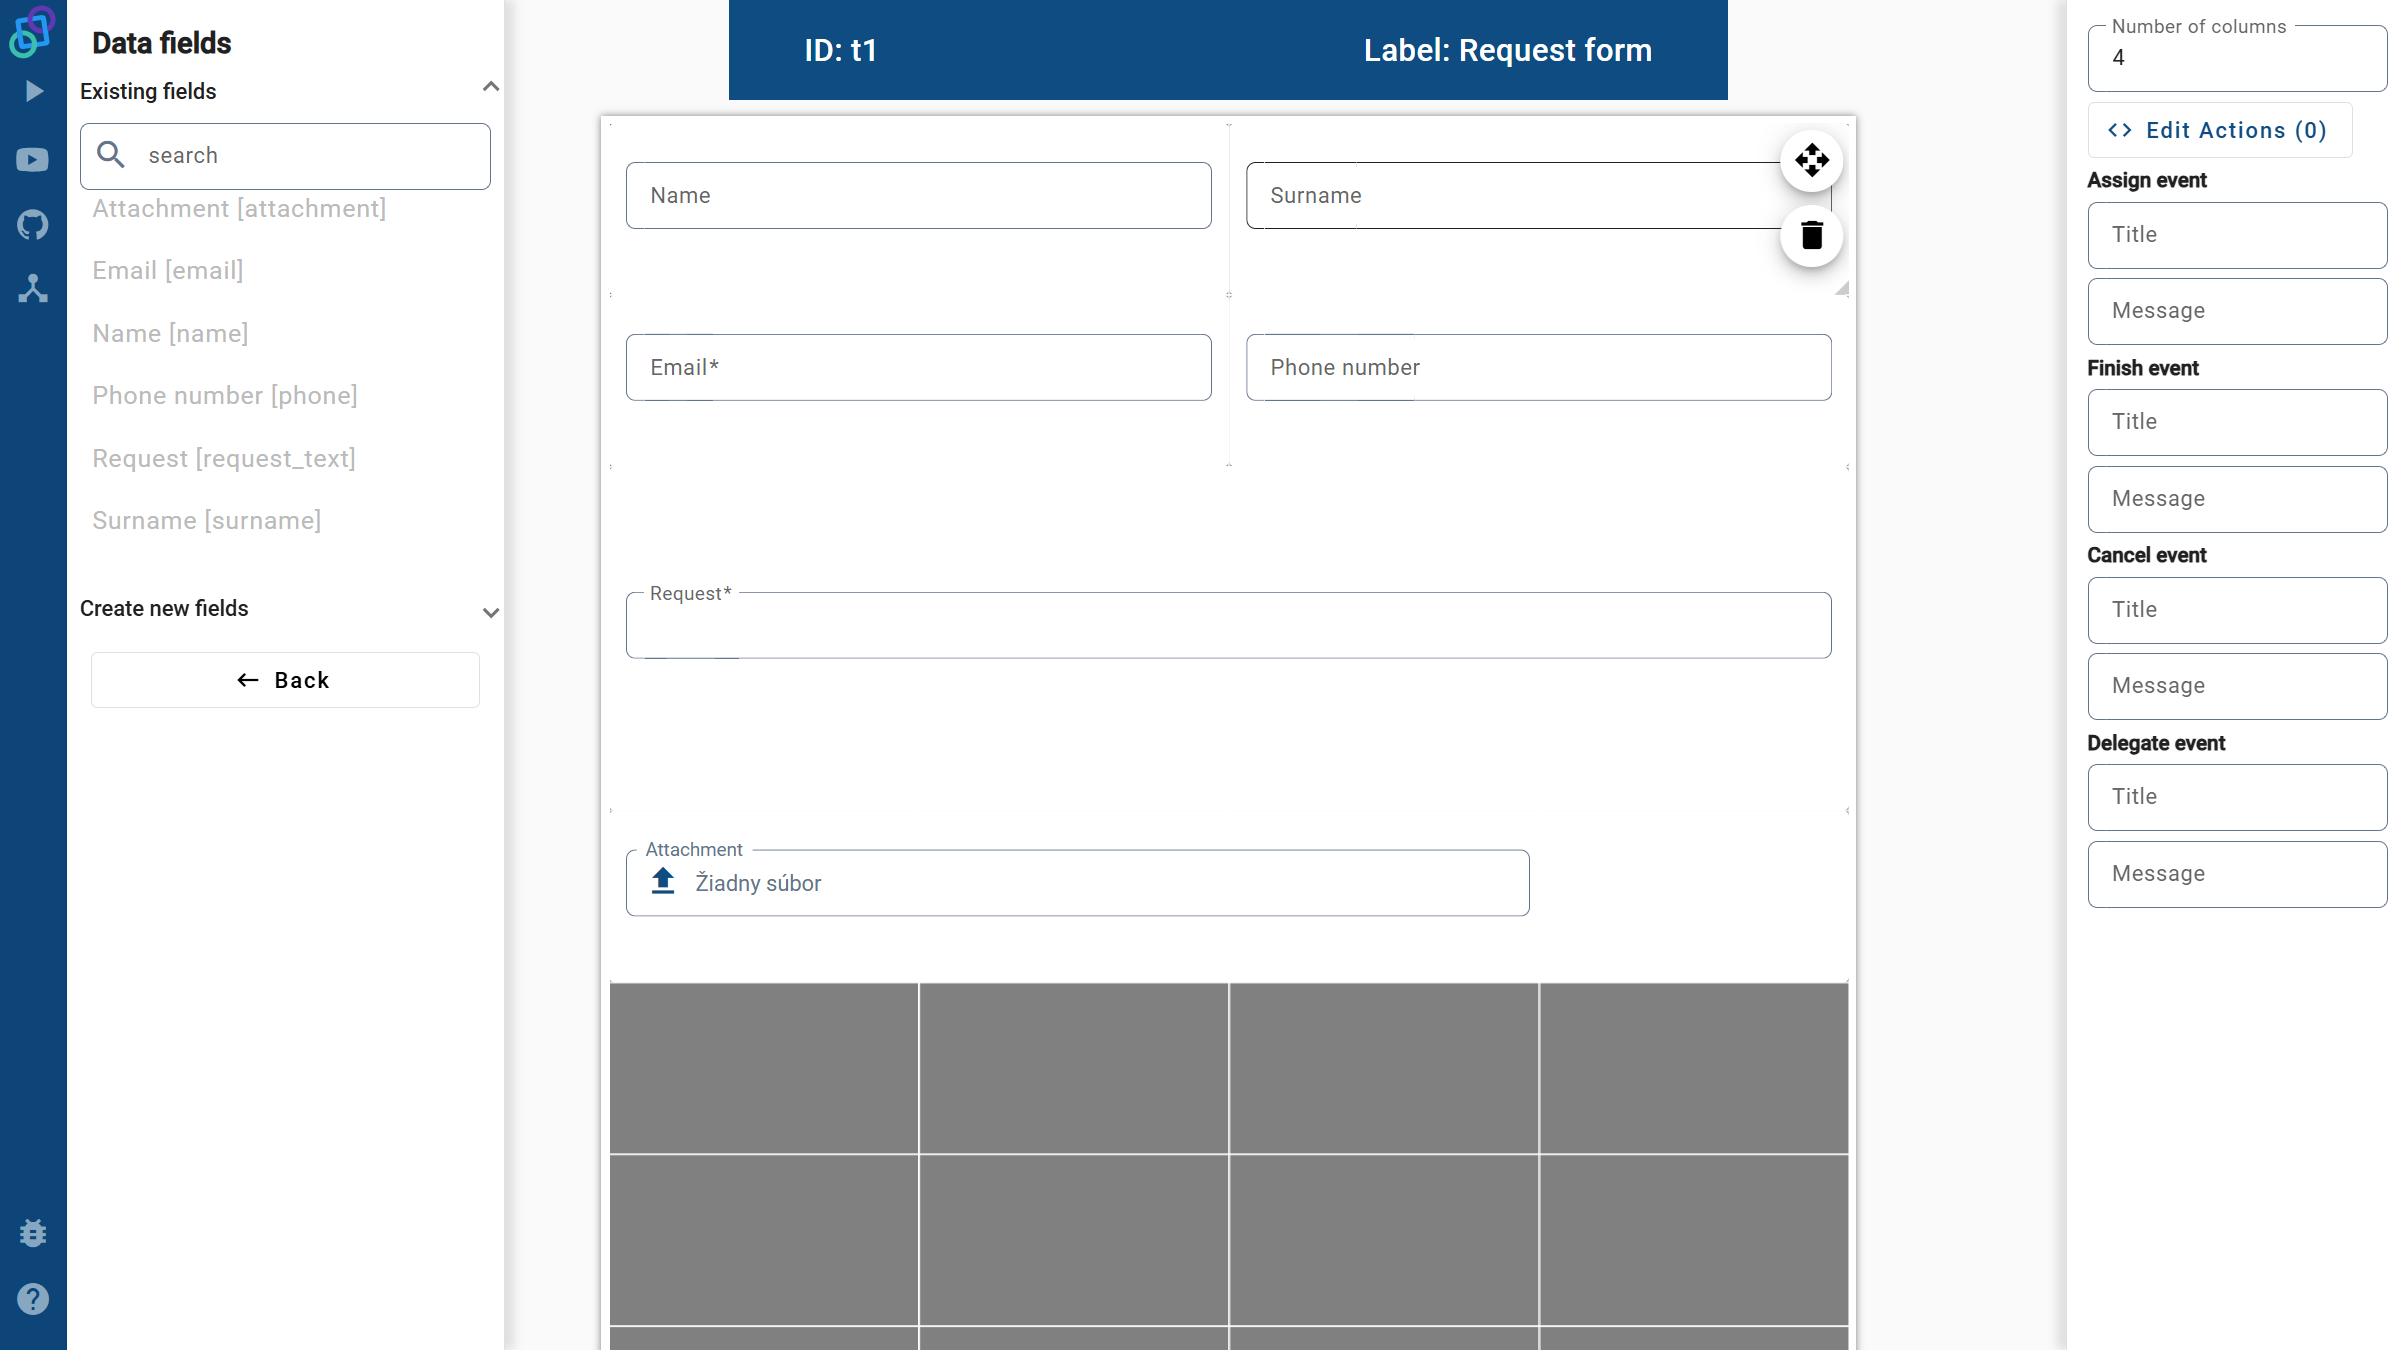 Data fields
Existing fields
search
Attachment [attachment]
Email [email]
Name [name]
Phone number [phone]
Request [request_text]
Surname [surname]
Create new fields
Back
ID: t1
Label: Request form
Name
Surname
Email*
Phone number
Request*
Attachment
Žiadny súbor
Number of columns
4
Edit Actions (0)
Assign event
Title
Message
Finish event
Title
Message
Cancel event
Title
Message
Delegate event
Title
Message